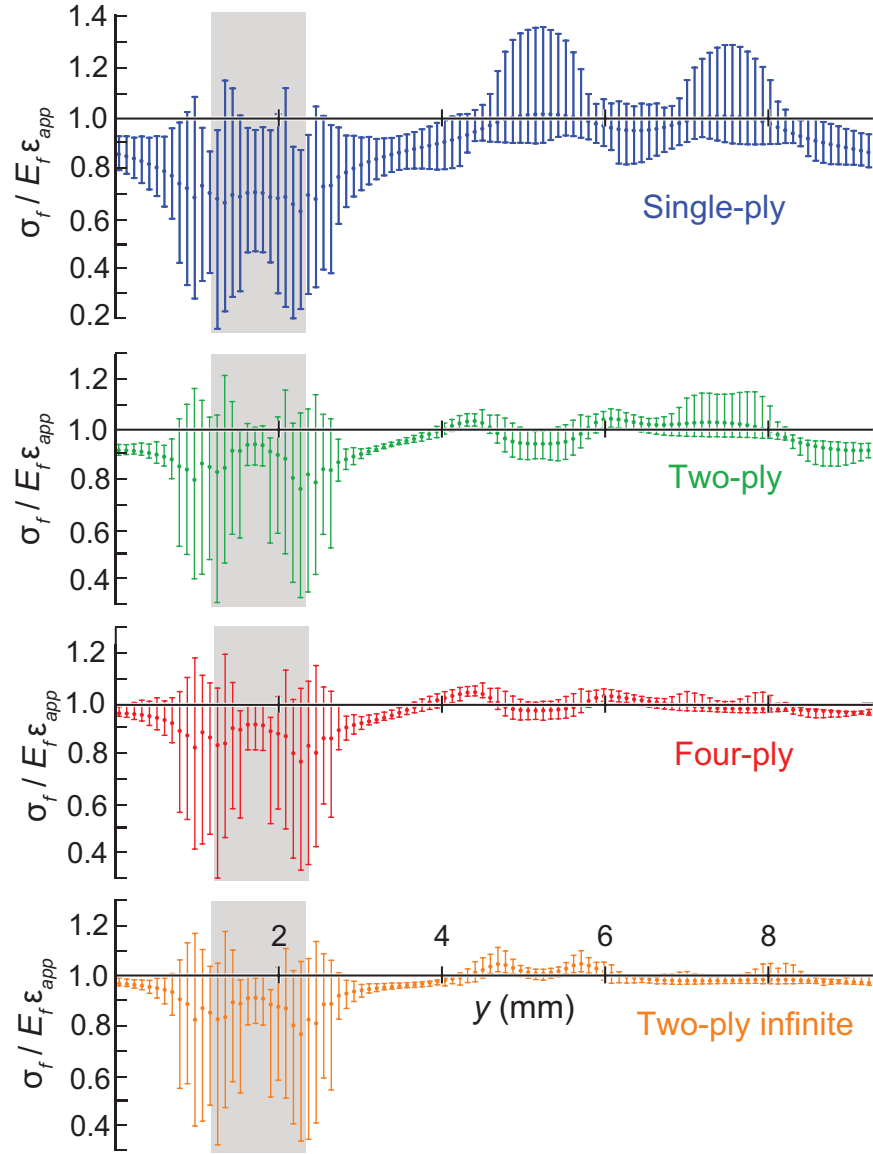 1.4
1.2
1.0
0.8
0.6
0.4
0.2
σf / Ef εapp
Single-ply
1.2
1.0
0.8
0.6
0.4
σf / Ef εapp
Two-ply
1.2
1.0
0.8
0.6
0.4
σf / Ef εapp
Four-ply
1.2
1.0
0.8
0.6
0.4
σf / Ef εapp
2 4 6 8
y (mm)
Two-ply infinite